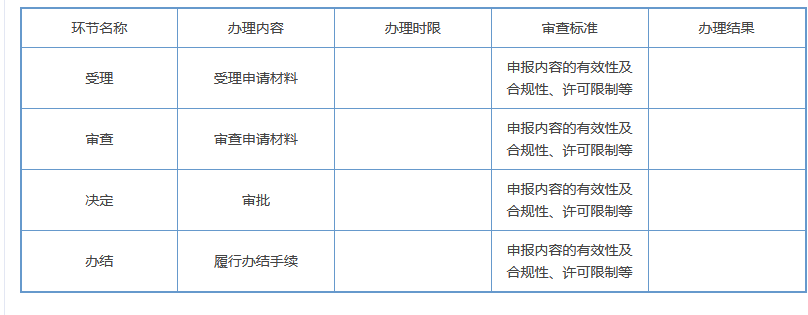 环节名称 办理内容 办理时限 审查标准 办理结果
受理 受理申请材料 申报内容的有效性及
合规性、许可限制等
审查 审查申请材料 申报内容的有效性及
合规性、许可限制等
决定 审批 申报内容的有效性及
合规性、许可限制等
办结 履行办结手续 申报内容的有效性及
合规性、许可限制等